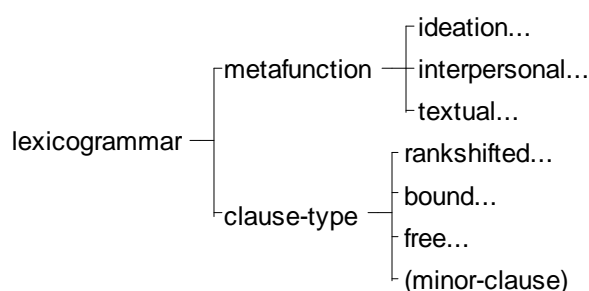 ideation...
metafunction
interpersonal...
textual...
lexicogrammar
rankshifted...
clause-type
bound...
free...
(minor-clause)